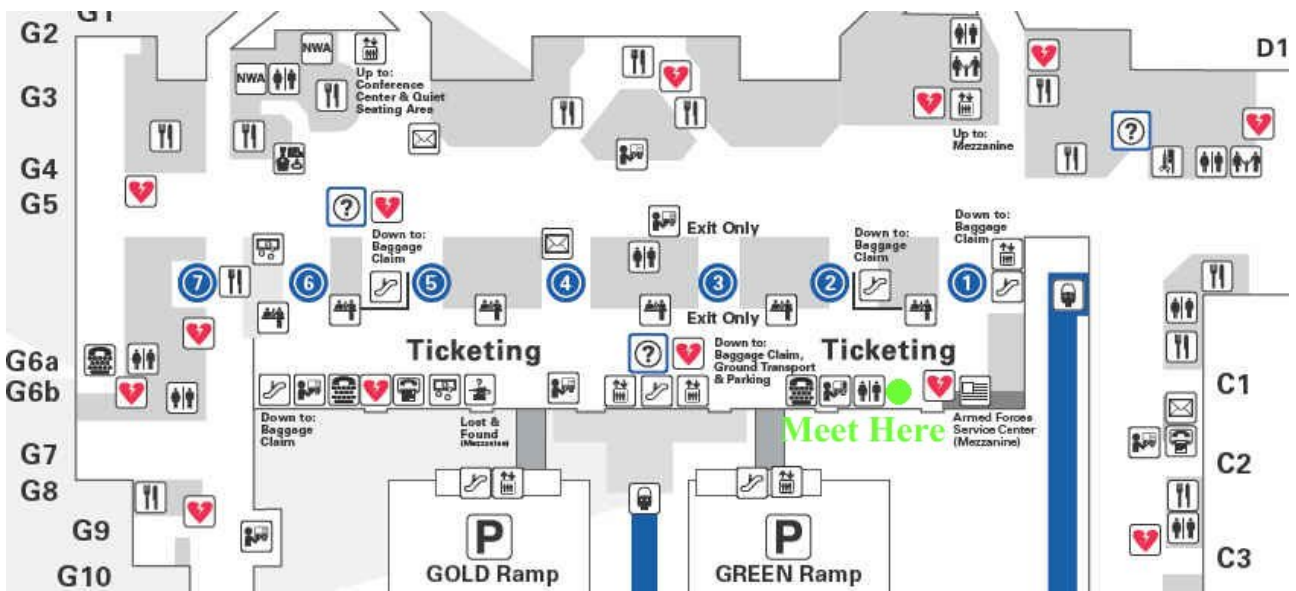 G1
G2
D1
NWA
NWA
Up to:
Conference
Center & Quiet
Seating Area
G3
Up to:
Mezzanine
?
G4
G5
?
Down to:
Baggage
Claim
Exit Only
Down to:
Baggage
Claim
Down to:
Baggage
Claim
7
6
5
4
3
2
1
Exit Only
Ticketing
?
Down to:
Baggage Claim,
Ground Transport
& Parking
Ticketing
G6a
G6b
C1
Down to:
Baggage
Claim
Lost &
Found
(Mezzanine)
Meet Here
Armed Forces
Service Center
(Mezzanine)
G7
C2
G8
G9
P
GOLD Ramp
P
GREEN Ramp
C3
G10